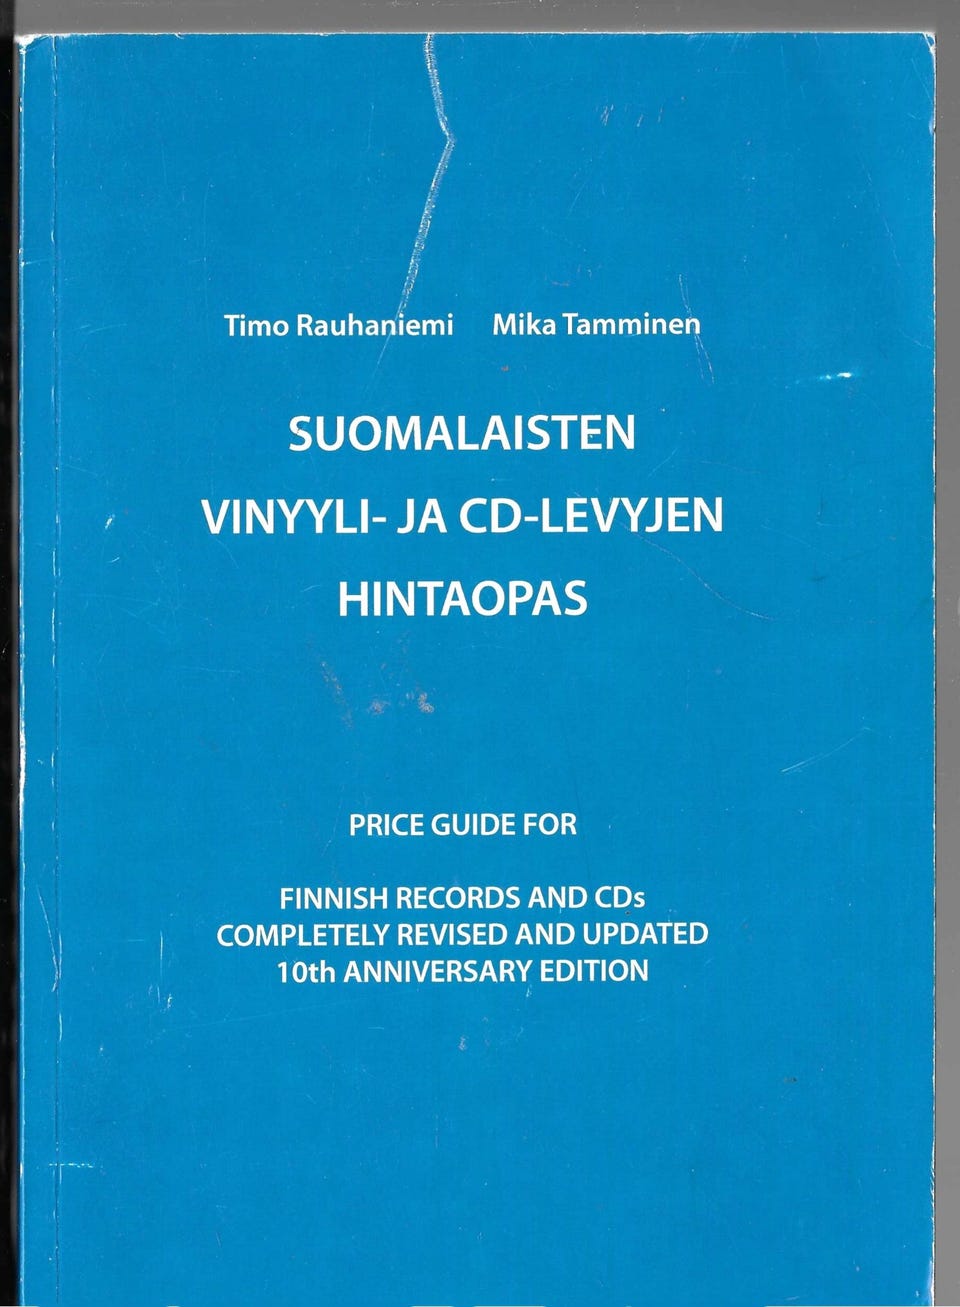 Timo Rauhaniemi Mika Tamminen
SUOMALAISTEN
VINYYLI- JA CD-LEVYJEN
HINTAOPAS
PRICE GUIDE FOR
FINNISH RECORDS AND CDs
COMPLETELY REVISED AND UPDATED
10th ANNIVERSARY EDITION